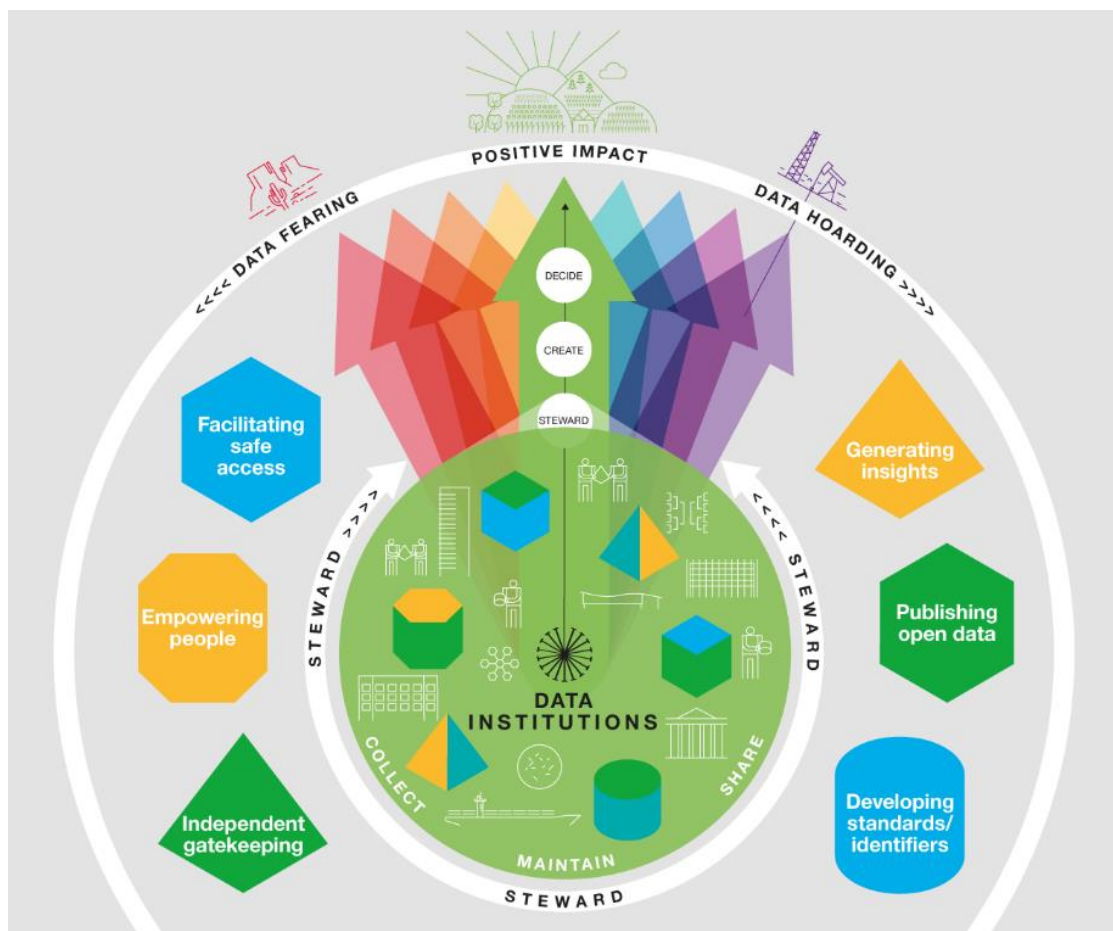 POSITIVE IMPACT
<<<< DATA FEARING
DATA HOARDING >>>>
DECIDE
CREATE
STEWARD
Facilitating
safe
access
Generating
insights
STEWARD >>>>
<<<< STEWARD
Empowering
people
Publishing
open data
DATA
INSTITUTIONS
COLLECT
SHARE
MAINTAIN
STEWARD
Independent
gatekeeping
Developing
standards/
identifiers